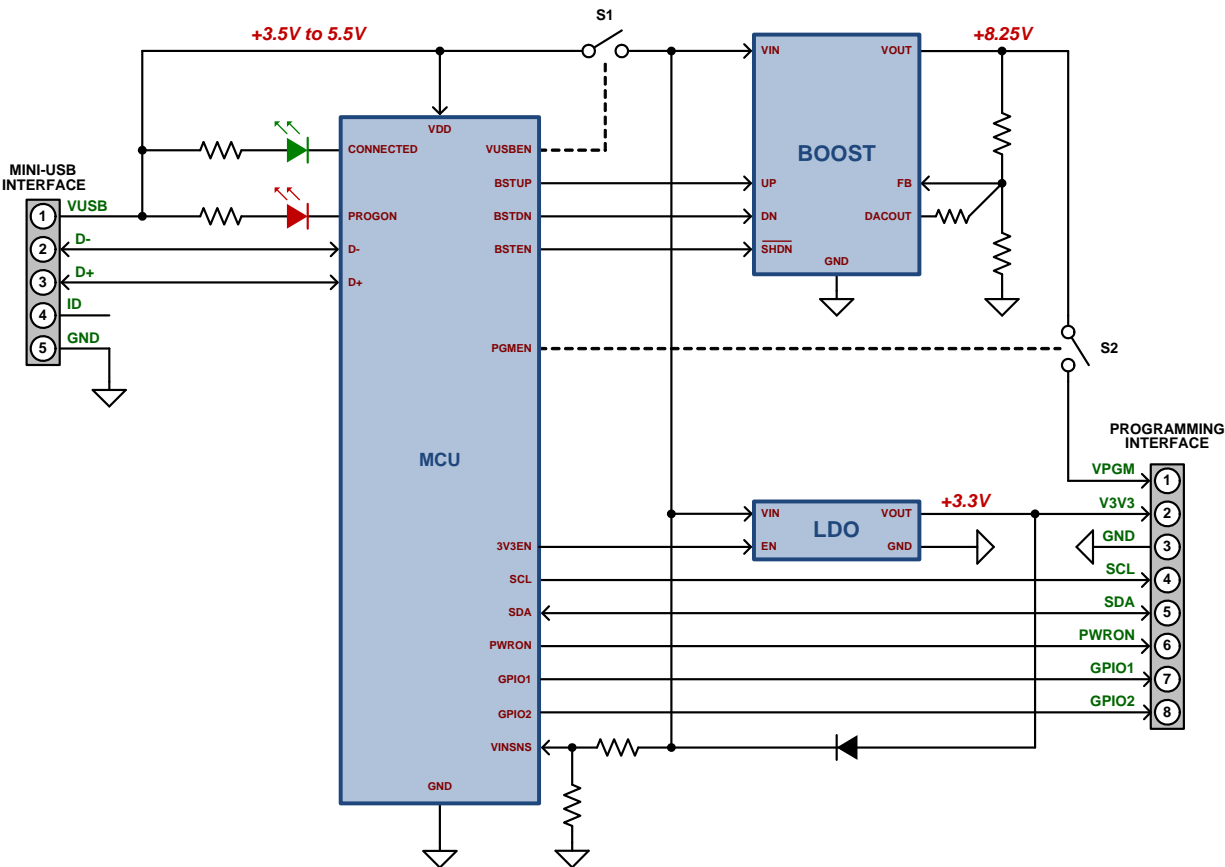 S1
+3.5V to 5.5V
+8.25V
VIN
VOUT
BOOST
UP
FB
DN
DACOUT
SHDN
GND
VDD
CONNECTED
VUSBEN
BSTUP
PROGON
BSTDN
D-
BSTEN
D+
PGMEN
MCU
3V3EN
SCL
SDA
PWRON
GPIO1
GPIO2
VINSNS
GND
MINI-USB
INTERFACE
1
VUSB
2
D-
3
D+
4
ID
5
GND
S2
+3.3V
VIN
VOUT
LDO
EN
GND
PROGRAMMING
INTERFACE
VPGM
1
V3V3
2
GND
3
SCL
4
SDA
5
PWRON
6
GPIO1
7
GPIO2
8